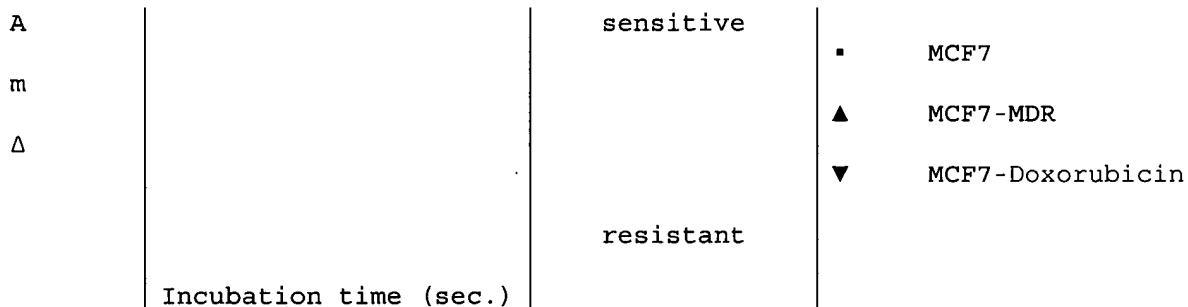 A
sensitive
▪ MCF7
m
▲ MCF7-MDR
Δ
▼ MCF7-Doxorubicin
resistant
Incubation time (sec.)